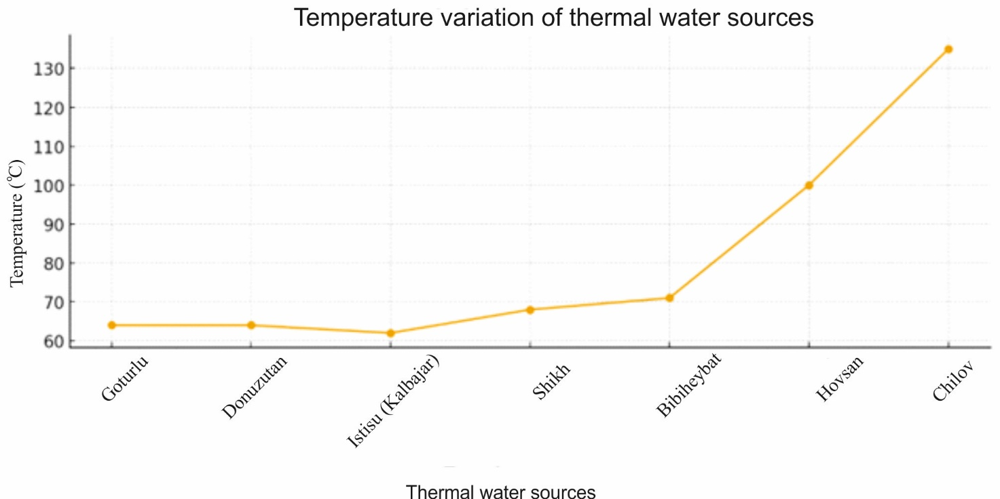 Temperature variation of thermal water sources
Temperature (℃)
130
120
110
100
90
80
70
60
Goturlu
Donuzutan
Istisu (Kalbajar)
Shikh
Bibiheybat
Hovsan
Chilov
Thermal water sources